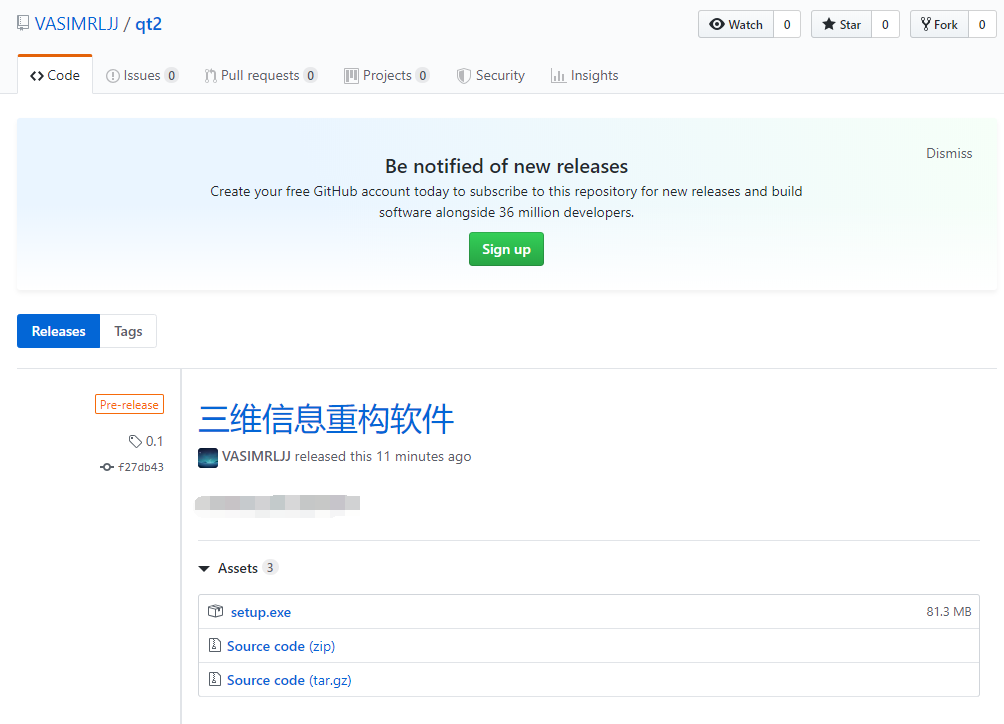 VASIMRLJJ / qt2
Watch 0 Star 0 Fork 0
Code Issues 0 Pull requests 0 Projects 0 Security Insights
Dismiss
Be notified of new releases
Create your free GitHub account today to subscribe to this repository for new releases and build
software alongside 36 million developers.
Sign up
Releases Tags
Pre-release
0.1
f27db43
三维信息重构软件
VASIMRLJJ released this 11 minutes ago
Assets 3
setup.exe 81.3 MB
Source code (zip)
Source code (tar.gz)